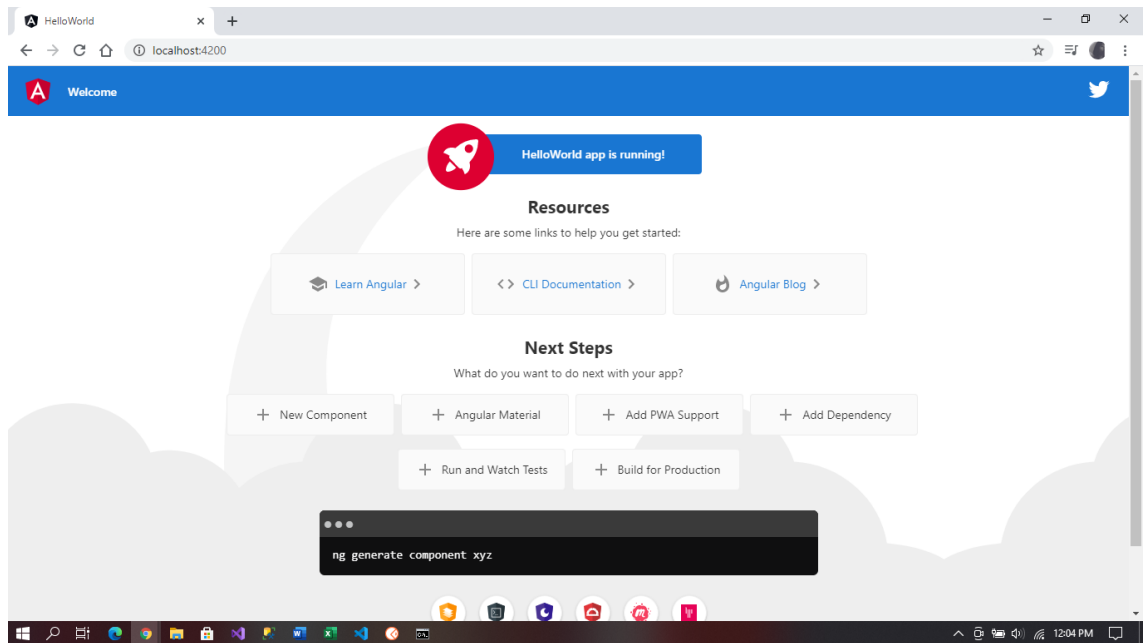 HelloWorld
localhost:4200
Welcome
HelloWorld app is running!
Resources
Here are some links to help you get started:
Learn Angular
CLI Documentation
Angular Blog
Next Steps
What do you want to do next with your app?
New Component
Angular Material
Add PWA Support
Add Dependency
Run and Watch Tests
Build for Production
ng generate component xyz
12:04 PM